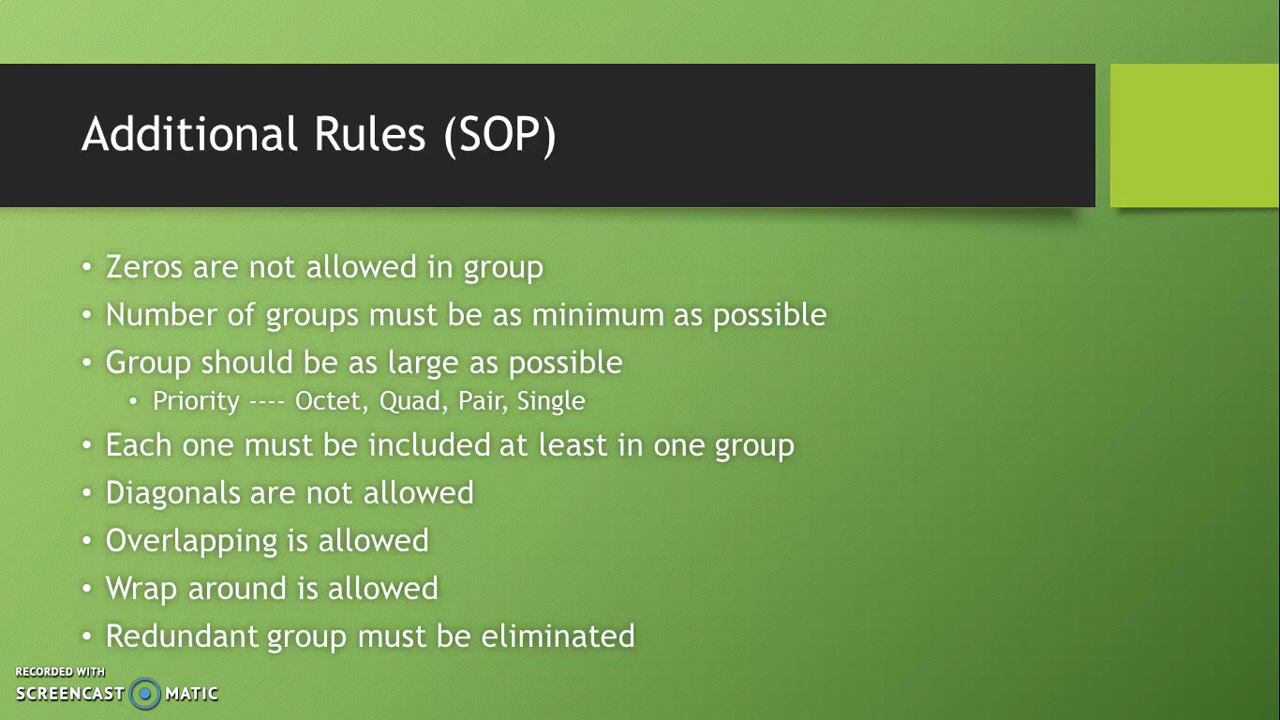 Additional Rules (SOP)
• Zeros are not allowed in group
• Number of groups must be as minimum as possible
• Group should be as large as possible
• Priority ---- Octet, Quad, Pair, Single
• Each one must be included at least in one group
• Diagonals are not allowed
• Overlapping is allowed
• Wrap around is allowed
• Redundant group must be eliminated
RECORDED WITH
SCREENCAST MATIC